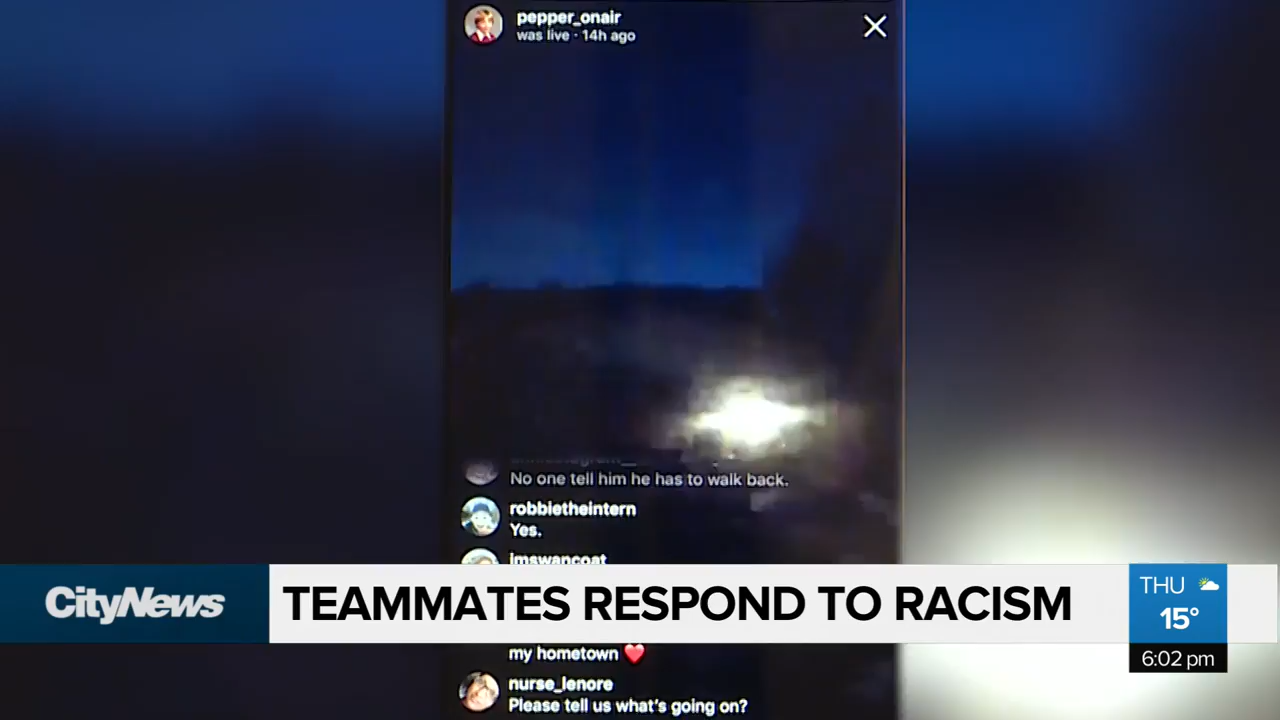 pepper_onair
was live · 14h ago
No one tell him he has to walk back.
robbietheintern
Yes.
jmswancoat
CityNews
TEAMMATES RESPOND TO RACISM
THU
15°
6:02 pm
my hometown ❤️
nurse_lenore
Please tell us what's going on?